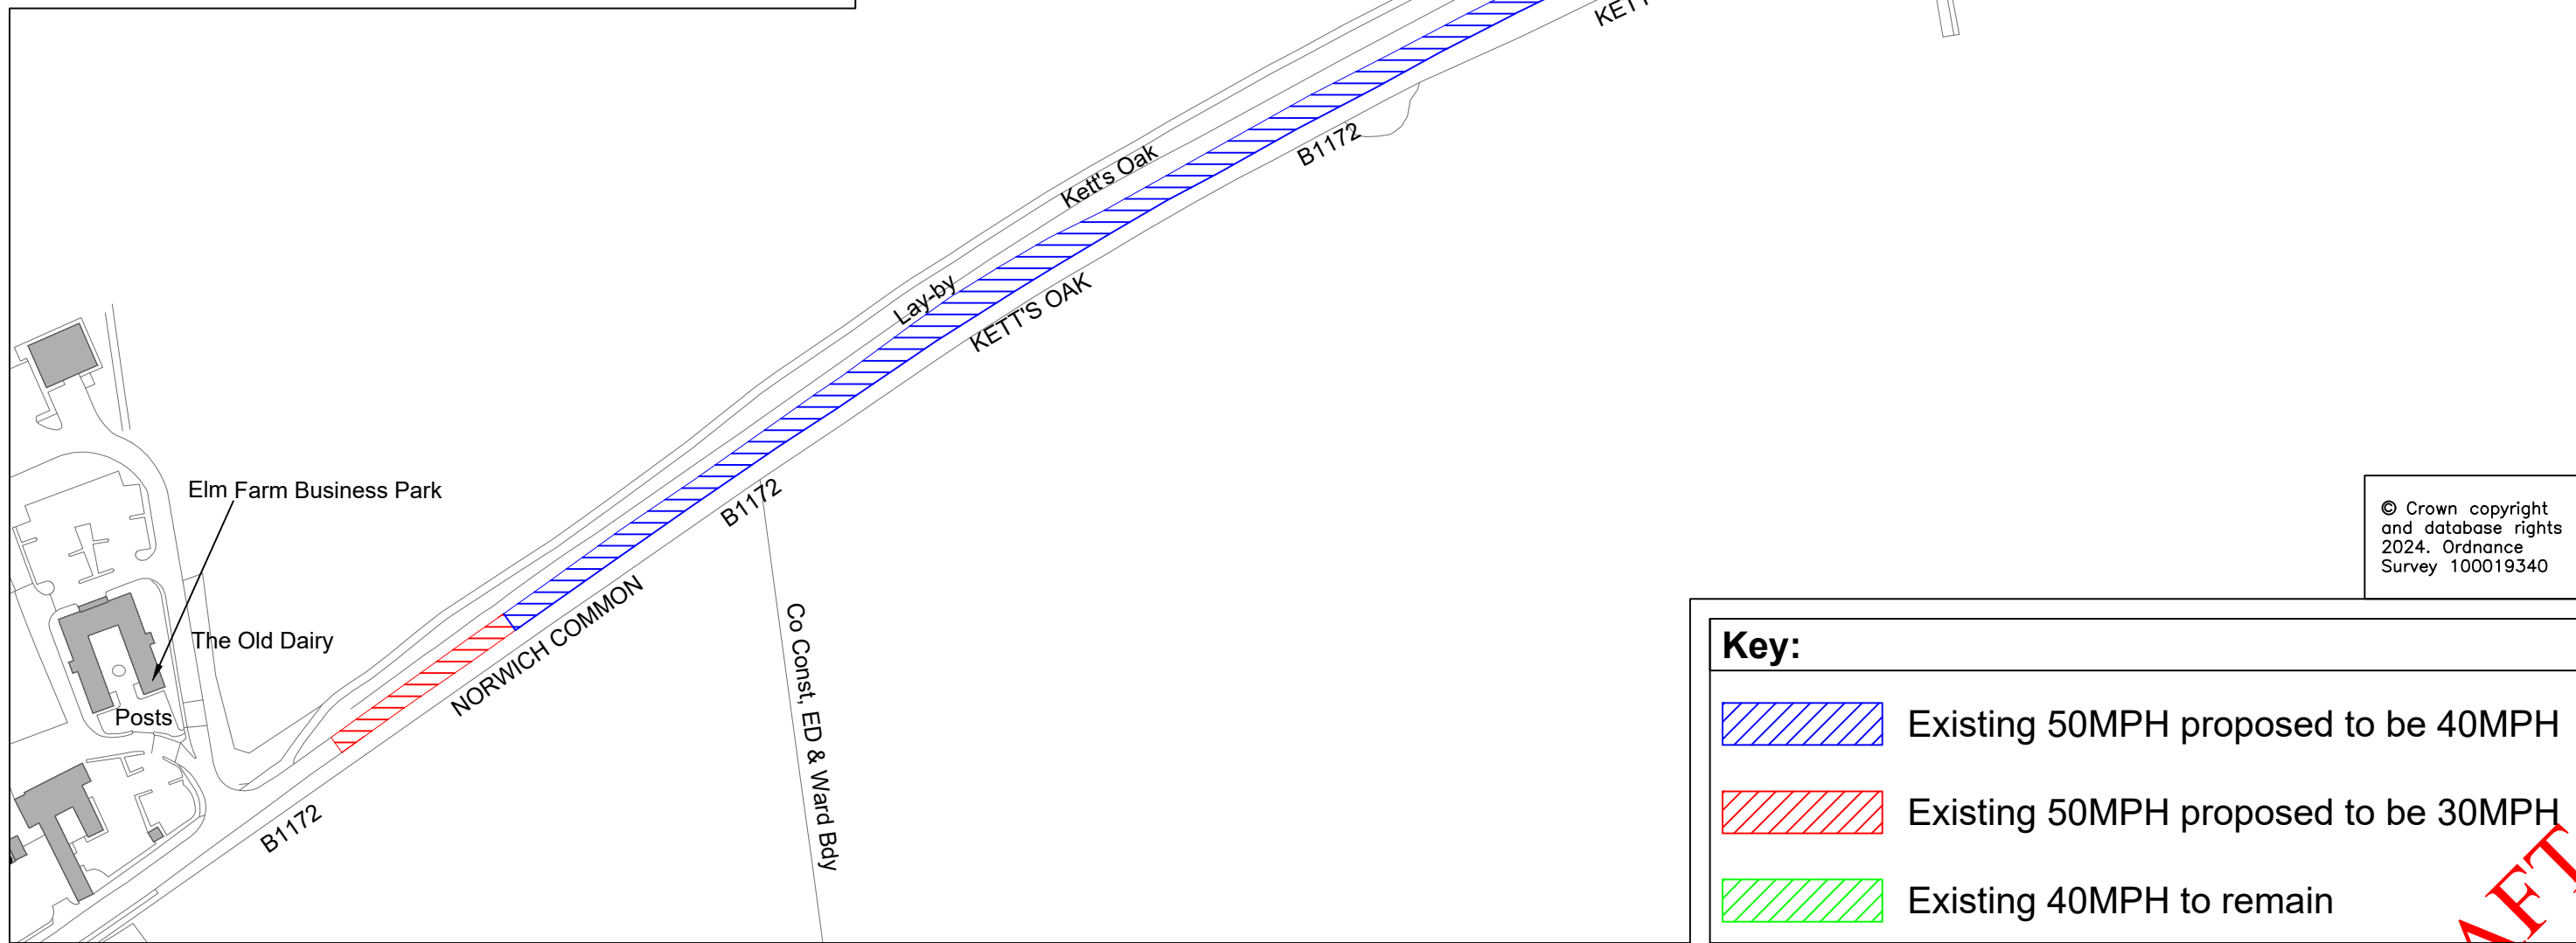 KETT
B1172
Kett's Oak
Lay-by
KETT'S OAK
Elm Farm Business Park
B1172
© Crown copyright
and database rights
2024. Ordnance
Survey 100019340
NORWICH COMMON
The Old Dairy
Co Const, ED & Ward Bdy
Posts
B1172
Key:
Existing 50MPH proposed to be 40MPH
Existing 50MPH proposed to be 30MPH
Existing 40MPH to remain
AFT